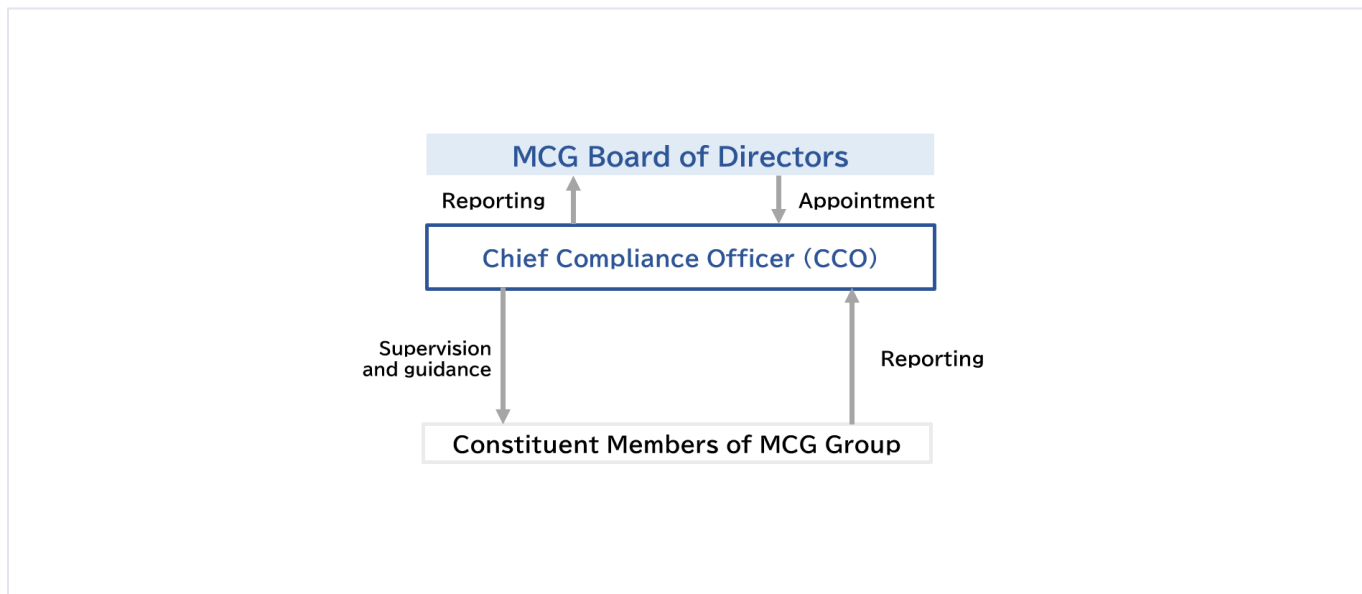 MCG Board of Directors
Reporting
Appointment
Chief Compliance Officer (CCO)
Supervision
and guidance
Reporting
Constituent Members of MCG Group